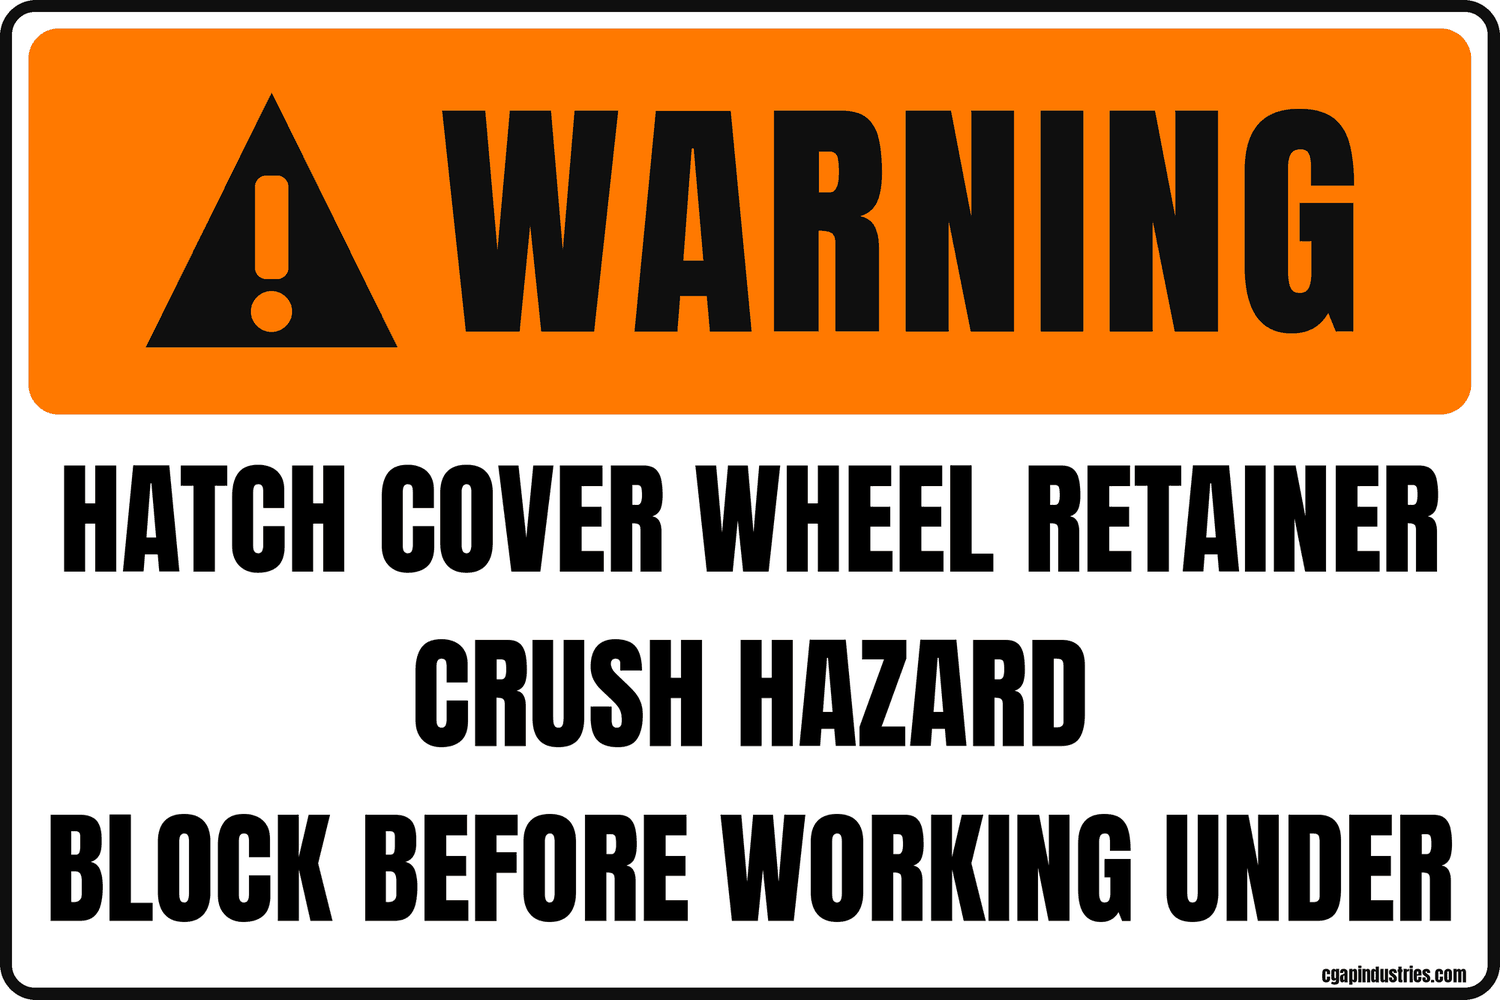 WARNING
HATCH COVER WHEEL RETAINER
CRUSH HAZARD
BLOCK BEFORE WORKING UNDER
cgapindustries.com